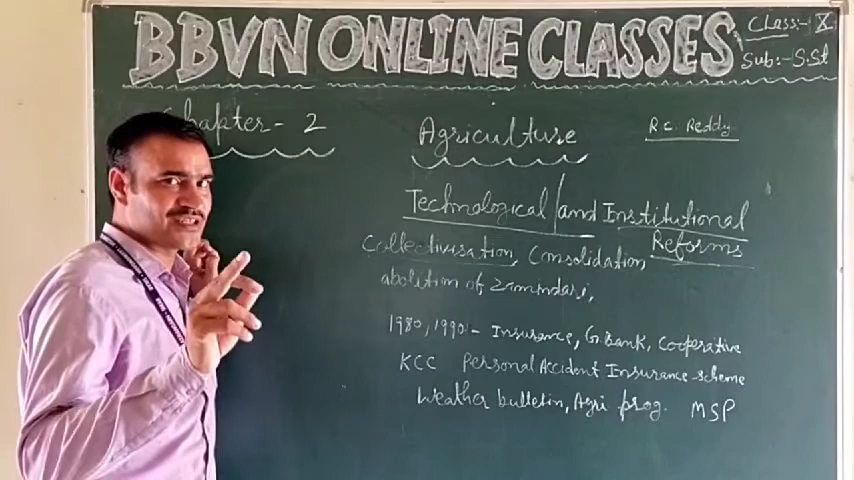 BBVN ONLINE CLASSES
Class:- X
Sub:- S.St
Chapter - 2
Agriculture
R.C. Reddy
Technological and Institutional
Reforms
Collectivisation, Consolidation
abolition of zamindari,
1980, 1990 - Insurance, G. Bank, Cooperative
KCC Personal Accident Insurance scheme
Weather bulletin, Agri prog. MSP